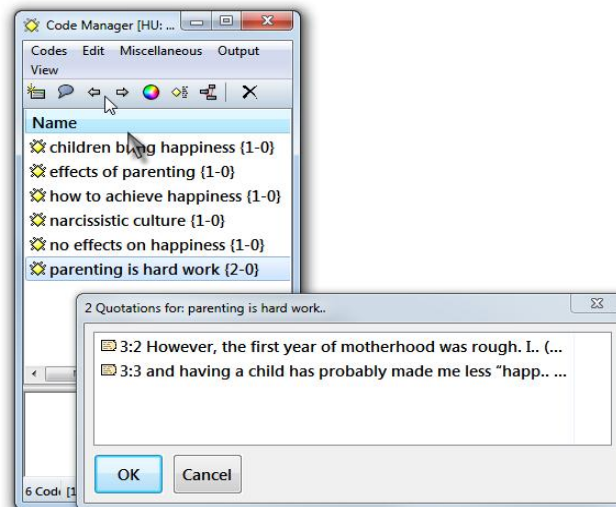 Code Manager [HU: ...
Codes Edit Miscellaneous Output
View
Name
children bring happiness {1-0}
effects of parenting {1-0}
how to achieve happiness {1-0}
narcissistic culture {1-0}
no effects on happiness {1-0}
parenting is hard work {2-0}
2 Quotations for: parenting is hard work..
3:2 However, the first year of motherhood was rough. I.. (...
3:3 and having a child has probably made me less “happ.. ...
OK Cancel
6 Code [1